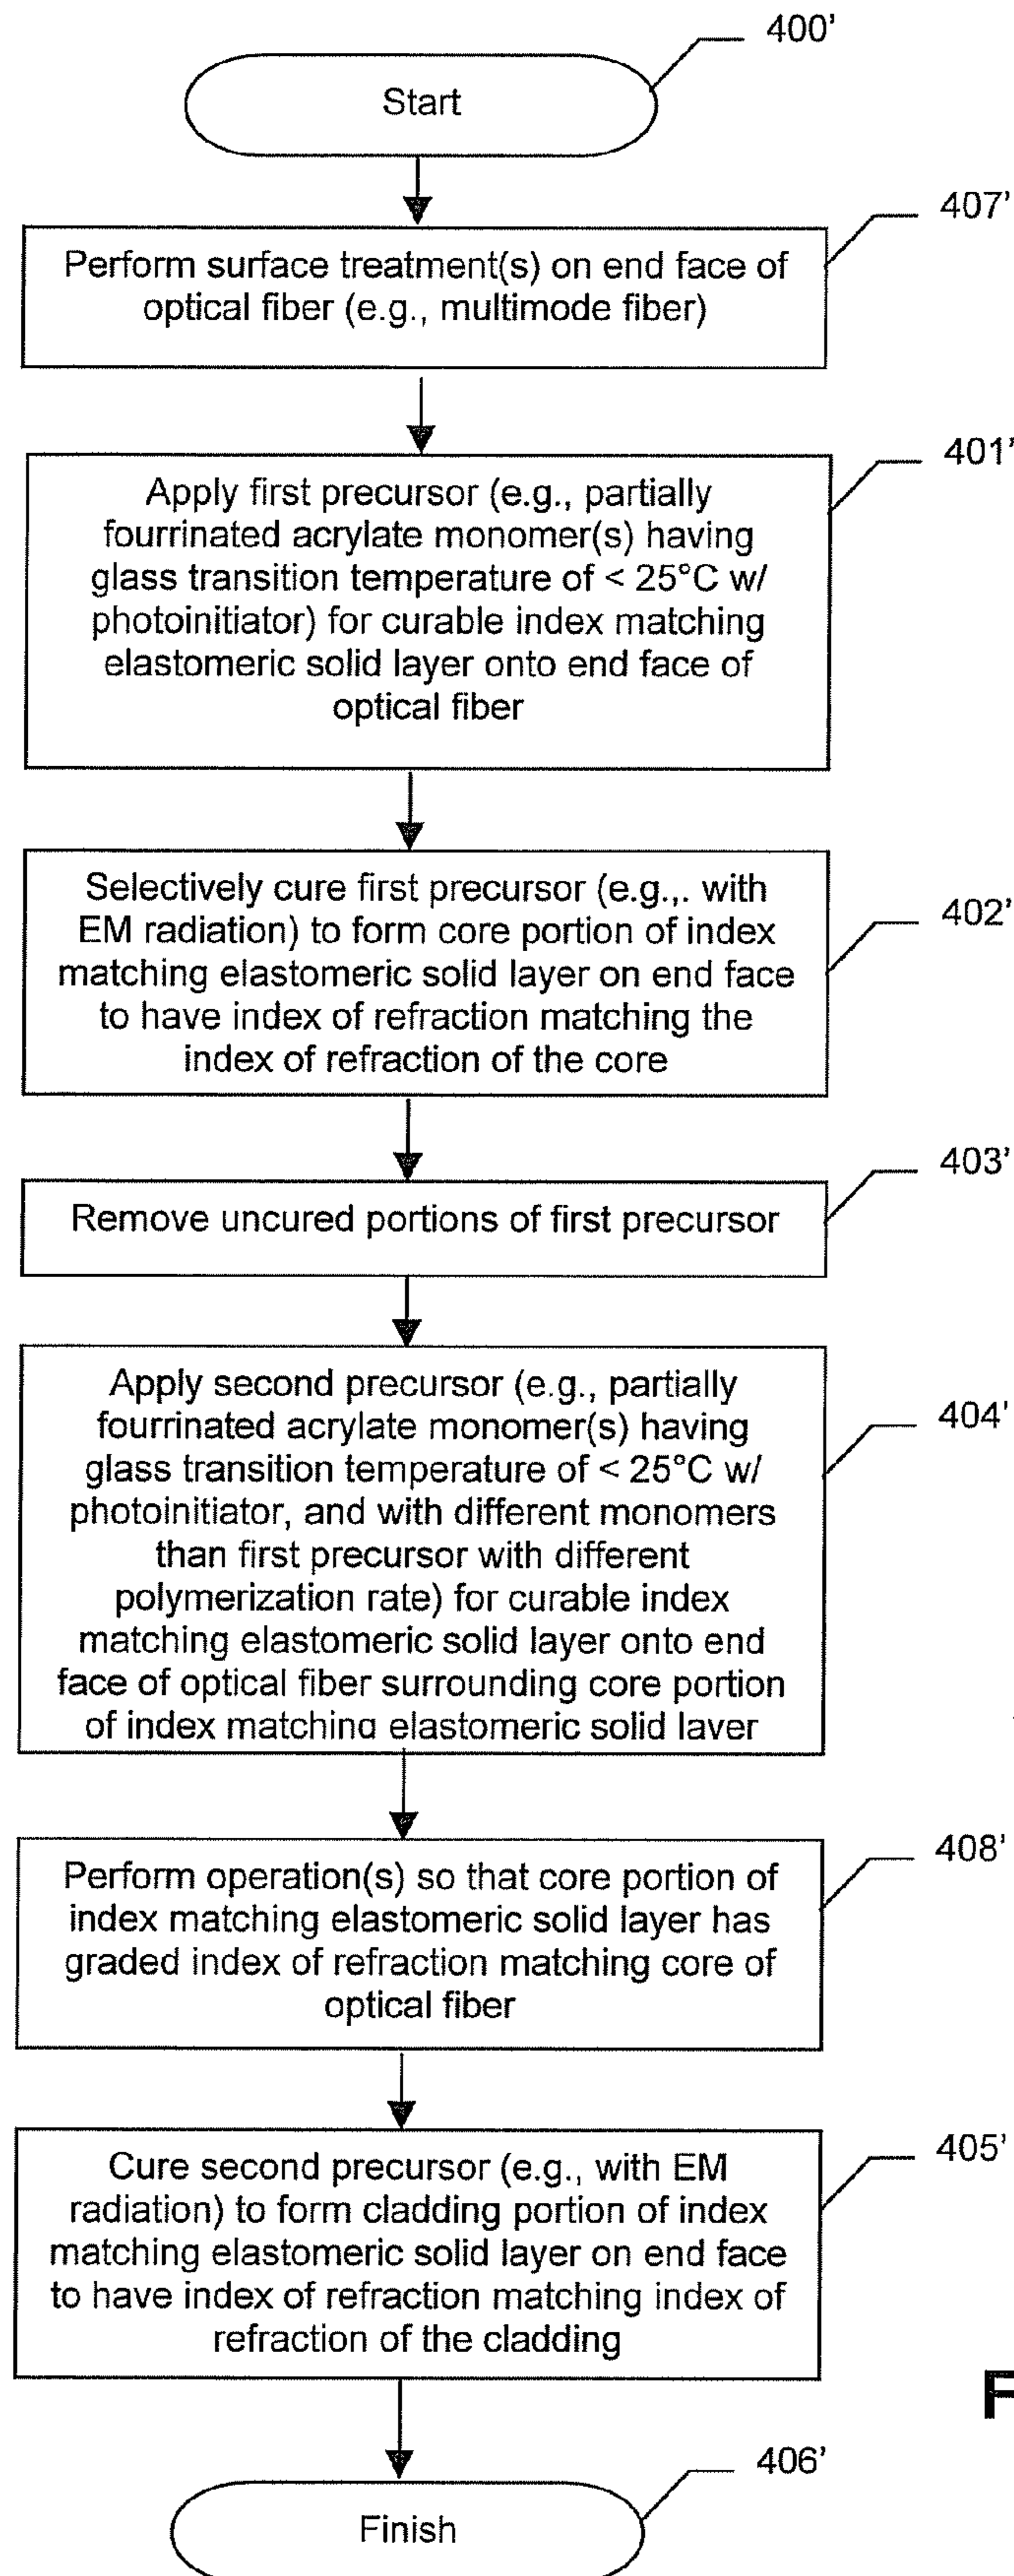 400'
Start
407'
Perform surface treatment(s) on end face of
optical fiber (e.g., multimode fiber)
401'
Apply first precursor (e.g., partially
fourrinated acrylate monomer(s) having
glass transition temperature of < 25°C w/
photoinitiator) for curable index matching
elastomeric solid layer onto end face of
optical fiber
402'
Selectively cure first precursor (e.g.,. with
EM radiation) to form core portion of index
matching elastomeric solid layer on end face
to have index of refraction matching the
index of refraction of the core
403'
Remove uncured portions of first precursor
404'
Apply second precursor (e.g., partially
fourrinated acrylate monomer(s) having
glass transition temperature of < 25°C w/
photoinitiator, and with different monomers
than first precursor with different
polymerization rate) for curable index
matching elastomeric solid layer onto end
face of optical fiber surrounding core portion
of index matching elastomeric solid layer
408'
Perform operation(s) so that core portion of
index matching elastomeric solid layer has
graded index of refraction matching core of
optical fiber
405'
Cure second precursor (e.g., with EM
radiation) to form cladding portion of index
matching elastomeric solid layer on end face
to have index of refraction matching index of
refraction of the cladding
F
406'
Finish